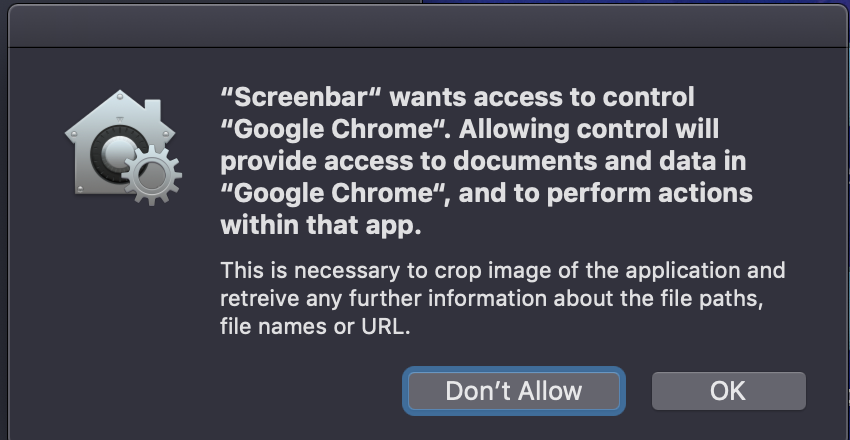 “Screenbar“ wants access to control
“Google Chrome“. Allowing control will
provide access to documents and data in
“Google Chrome“, and to perform actions
within that app.
This is necessary to crop image of the application and
retreive any further information about the file paths,
file names or URL.
Don’t Allow
OK